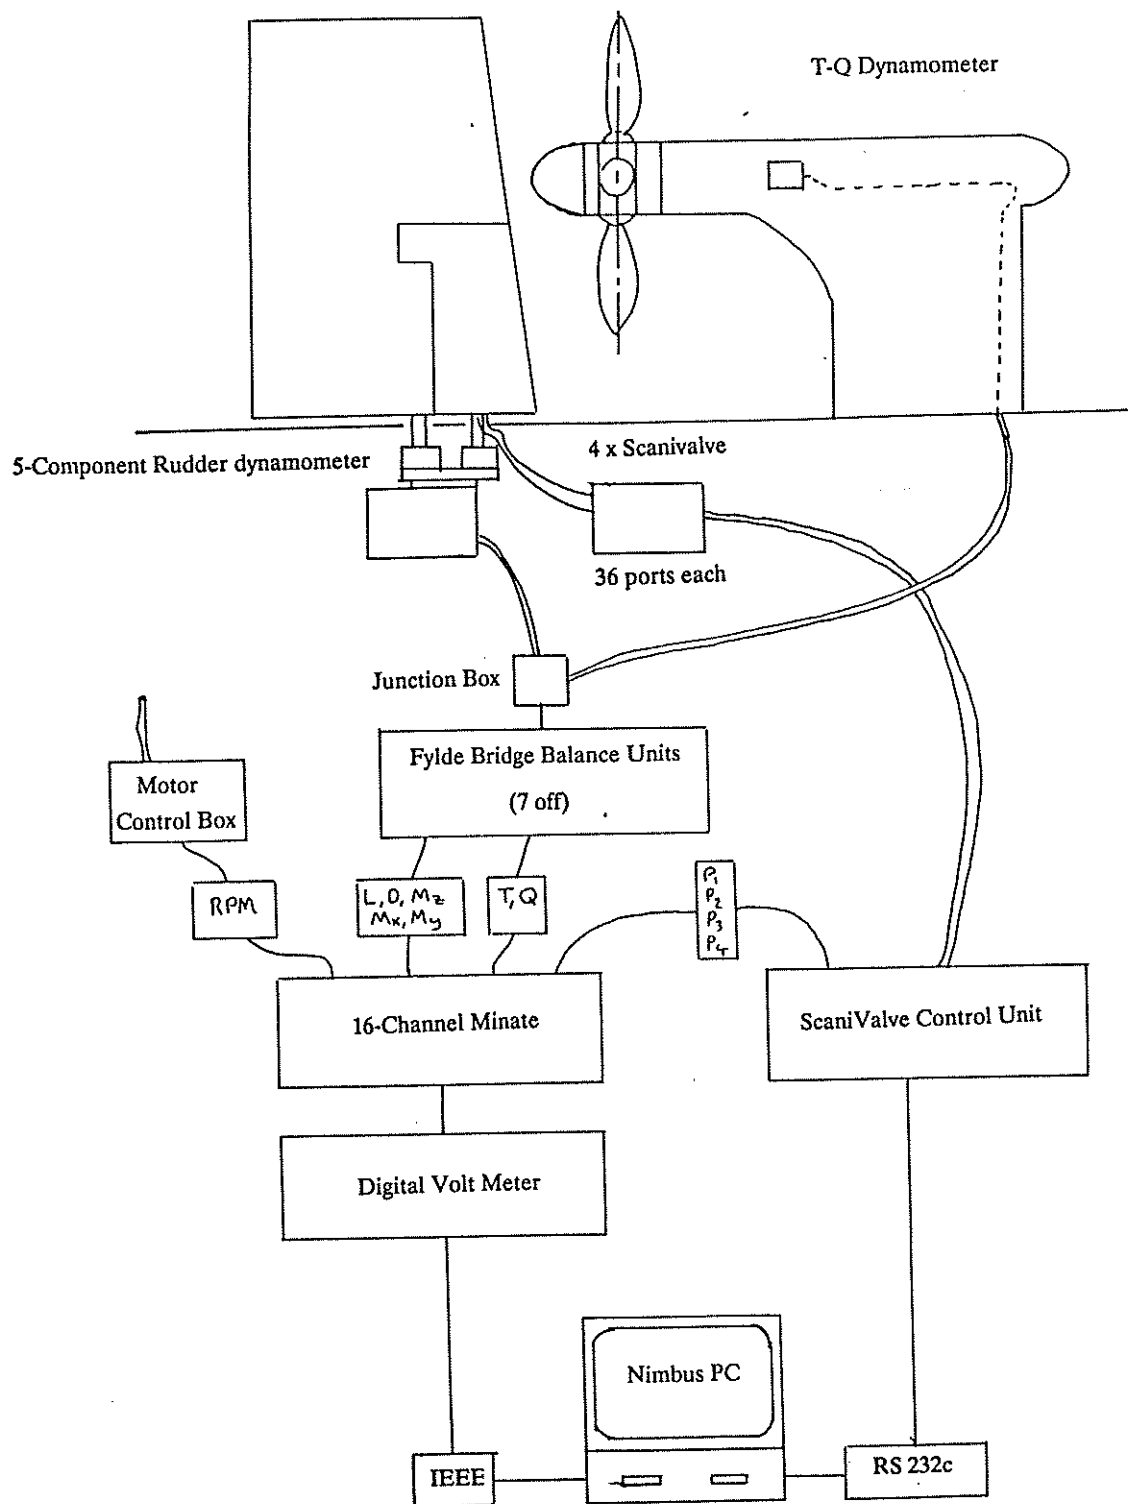 T-Q Dynamometer
5-Component Rudder dynamometer
4 x Scanivalve
36 ports each
Junction Box
Fylde Bridge Balance Units
(7 off)
Motor
Control Box
RPM
L, D, Mz
Mx, My
T, Q
P1
P2
P3
P4
16-Channel Minate
ScaniValve Control Unit
Digital Volt Meter
Nimbus PC
IEEE
RS 232c